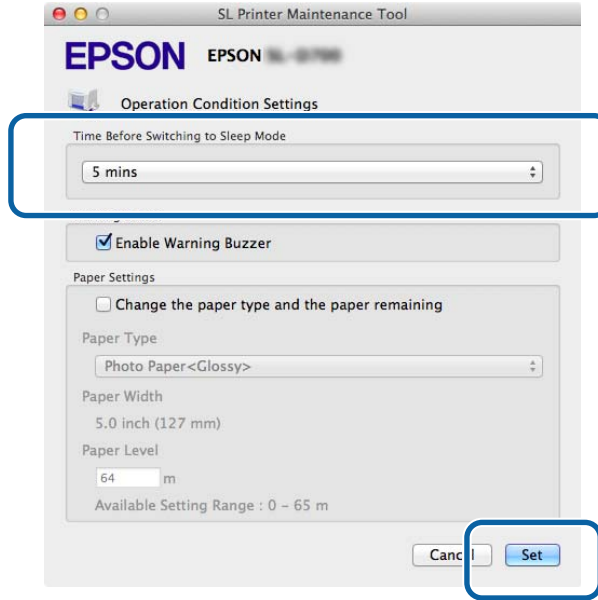 SL Printer Maintenance Tool
EPSON EPSON
Operation Condition Settings
Time Before Switching to Sleep Mode
5 mins
Enable Warning Buzzer
Paper Settings
Change the paper type and the paper remaining
Paper Type
Photo Paper<Glossy>
Paper Width
5.0 inch (127 mm)
Paper Level
64 m
Available Setting Range : 0 – 65 m
Cancel Set